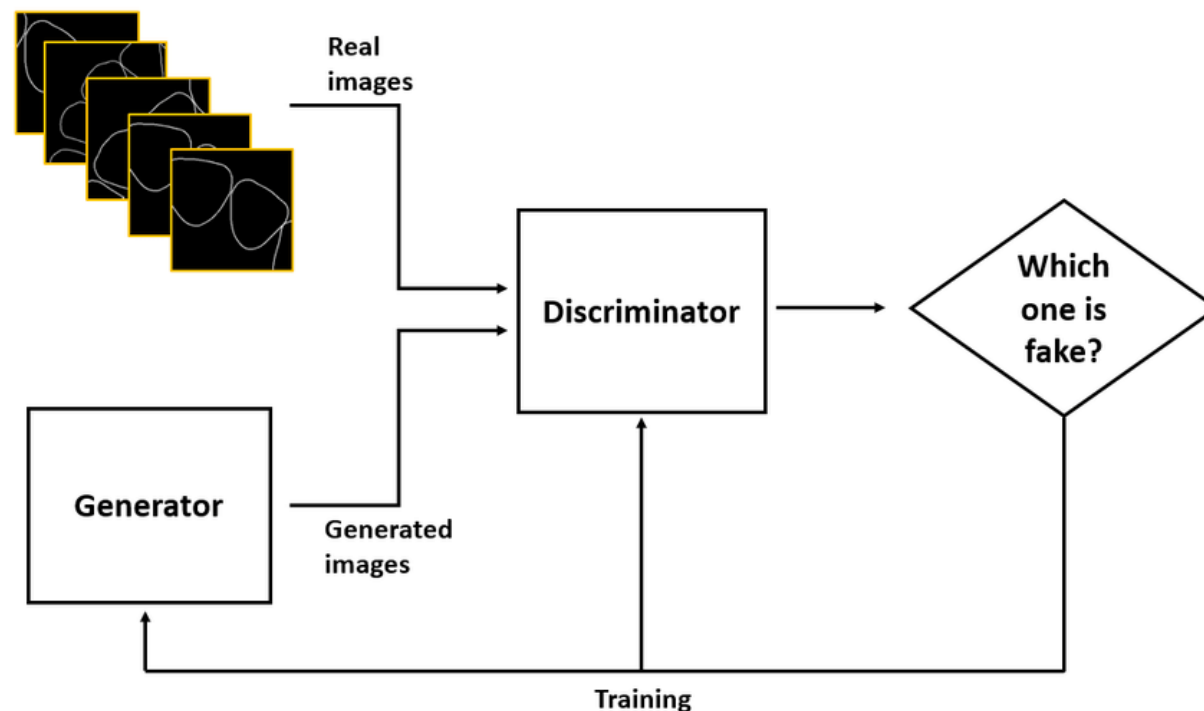 Real
images
Discriminator
Which
one is
fake?
Generator
Generated
images
Training